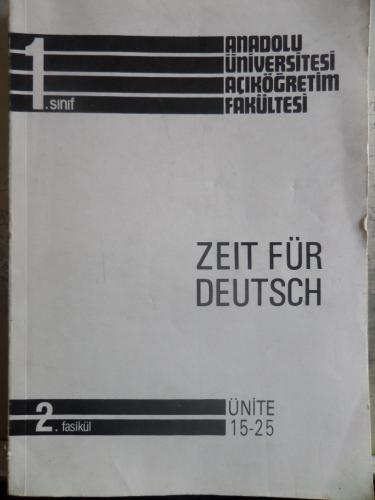 1. sınıf
ANADOLU
ÜNİVERSİTESİ
AÇIKÖĞRETİM
FAKÜLTESİ
ZEIT FÜR
DEUTSCH
2. fasikül
ÜNİTE
15-25